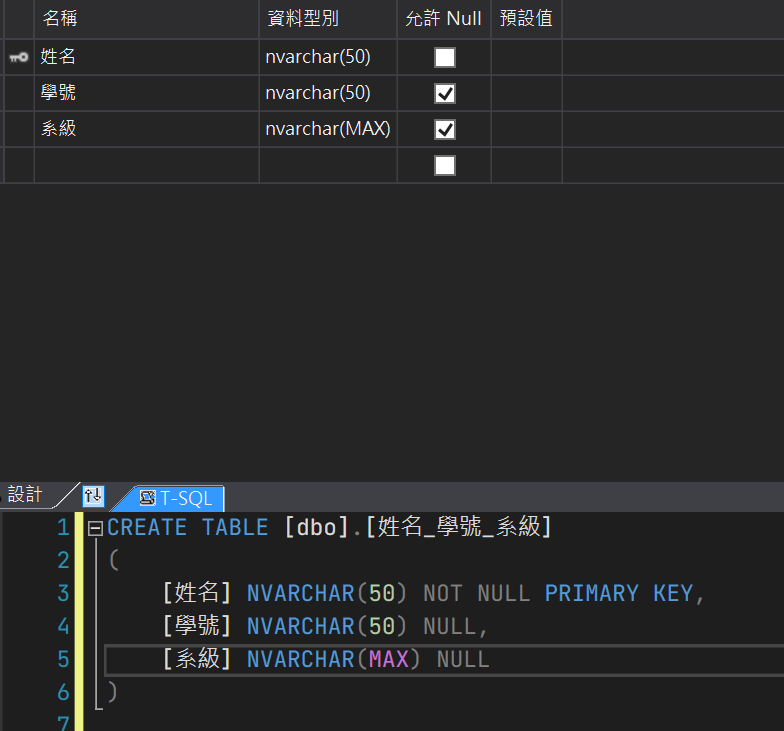 名稱 資料型別 允許 Null 預設值
姓名 nvarchar(50)
學號 nvarchar(50)
系級 nvarchar(MAX)
設計 T-SQL
1 CREATE TABLE [dbo].[姓名_學號_系級]
2 (
3 [姓名] NVARCHAR(50) NOT NULL PRIMARY KEY,
4 [學號] NVARCHAR(50) NULL,
5 [系級] NVARCHAR(MAX) NULL
6 )
7